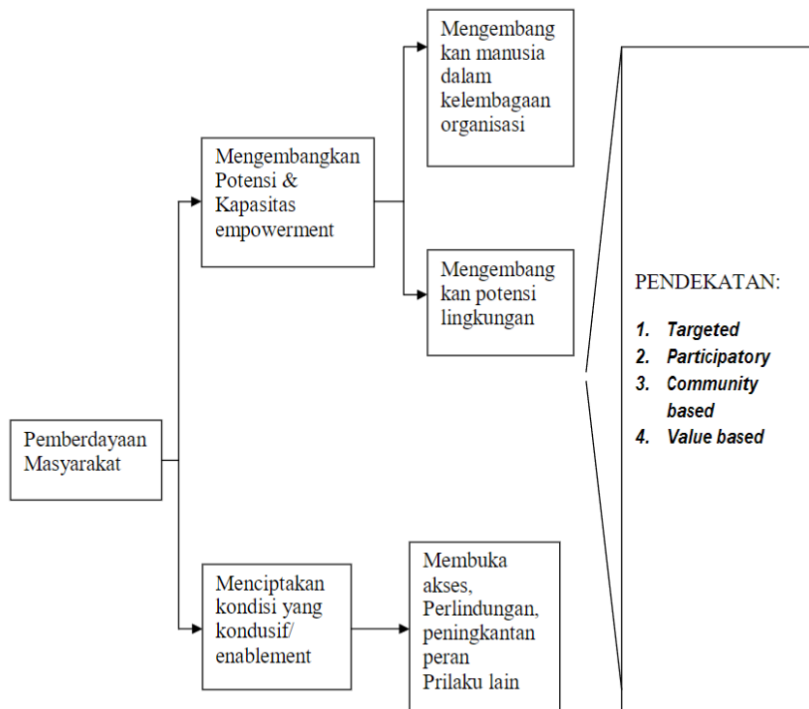 Mengembang
kan manusia
dalam
kelembagaan
organisasi
Mengembangkan
Potensi &
Kapasitas
empowerment
Mengembang
kan potensi
lingkungan
PENDEKATAN:
1. Targeted
2. Participatory
3. Community
based
4. Value based
Pemberdayaan
Masyarakat
Menciptakan
kondisi yang
kondusif/
enablement
Membuka
akses,
Perlindungan,
peningkantan
peran
Prilaku lain